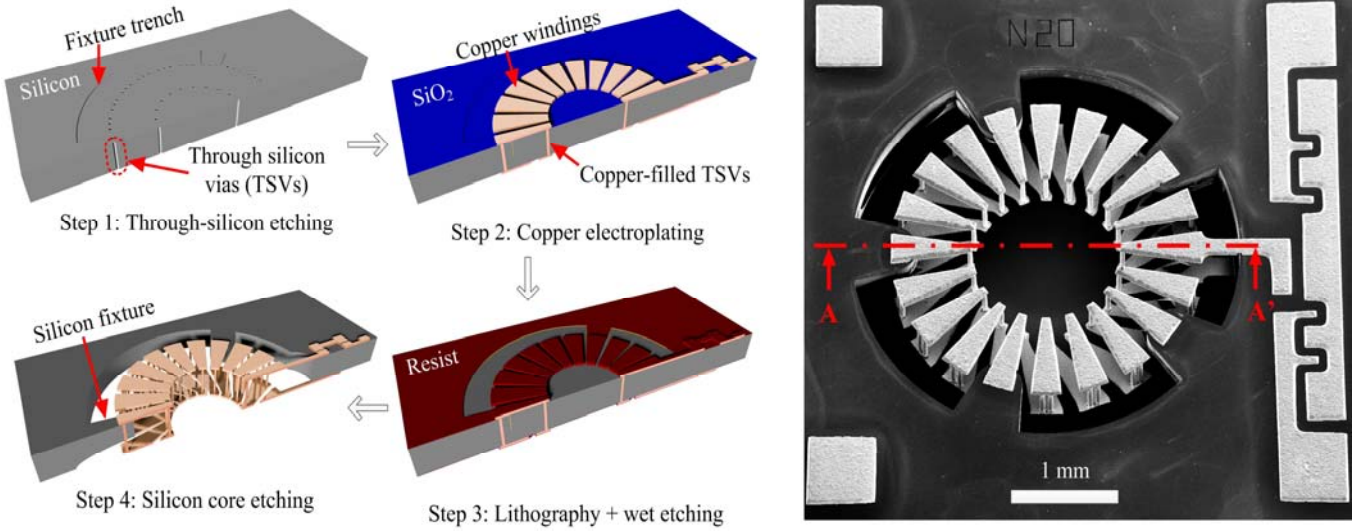 Fixture trench
Silicon
Through silicon
vias (TSVs)
Step 1: Through-silicon etching
Copper windings
SiO₂
Copper-filled TSVs
Step 2: Copper electroplating
Silicon fixture
Step 4: Silicon core etching
Resist
Step 3: Lithography + wet etching
N20
A
A'
1 mm